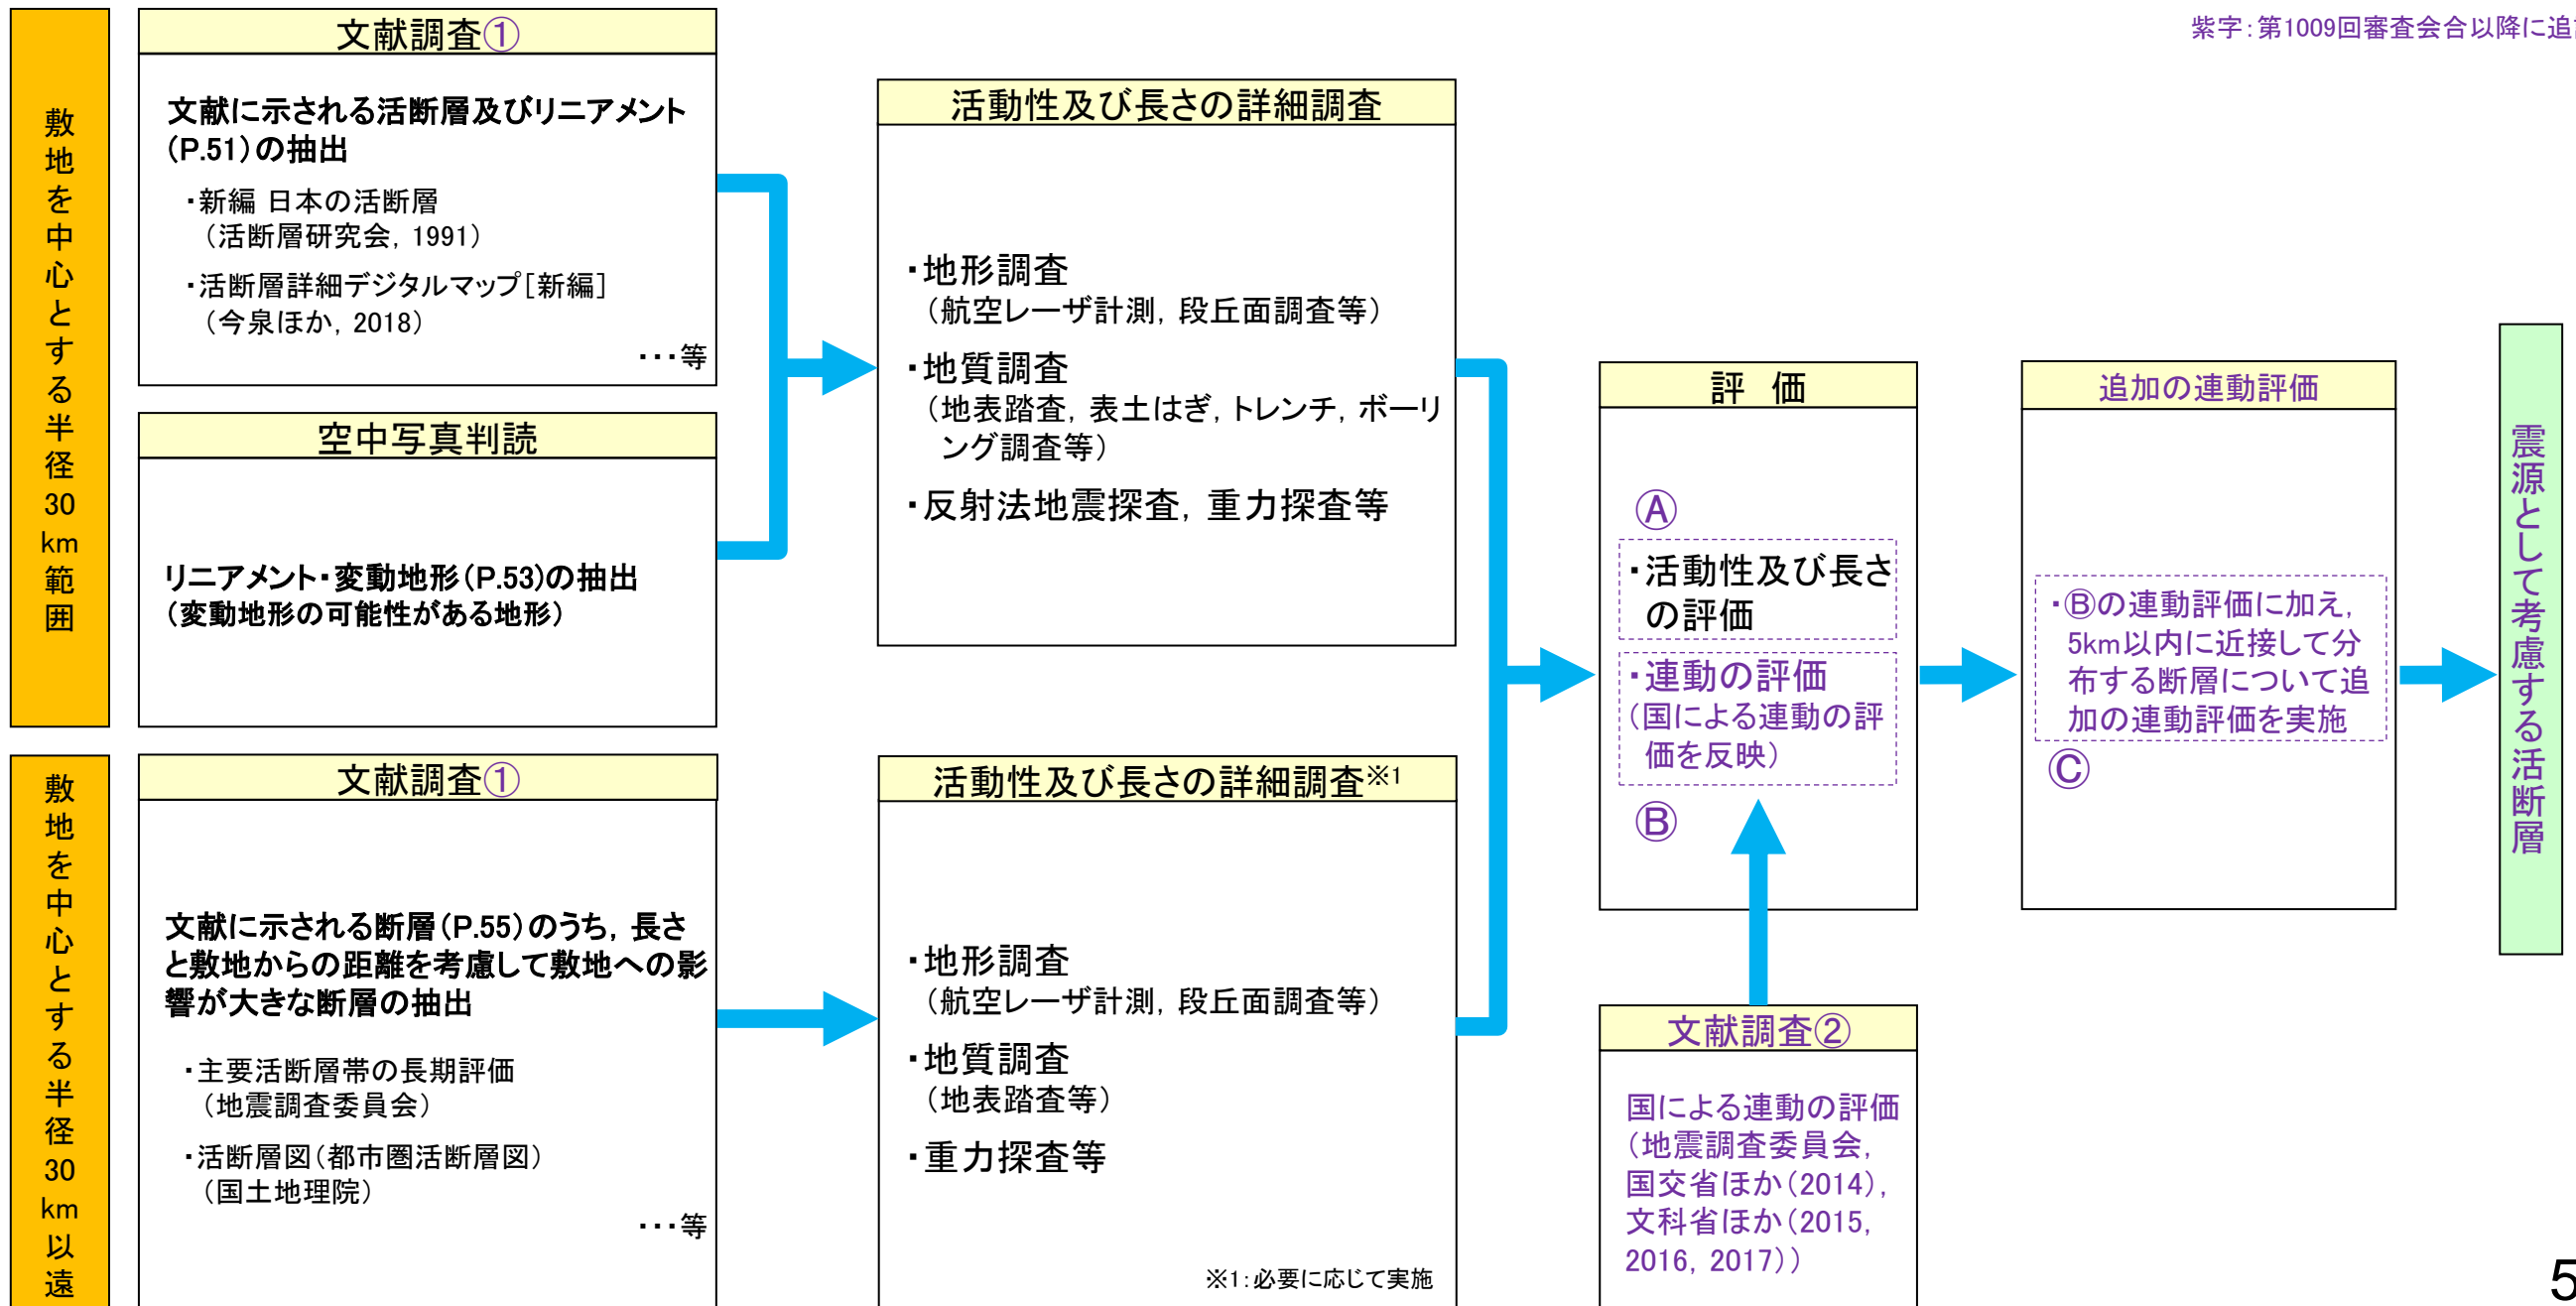 紫字：第1009回審査会合以降に追
敷地を中心とする半径30km範囲
文献調査①
文献に示される活断層及びリニアメント
（P.51）の抽出
・新編 日本の活断層
（活断層研究会，1991）
・活断層詳細デジタルマップ［新編］
（今泉ほか，2018）
・・・等
空中写真判読
リニアメント・変動地形（P.53)の抽出
（変動地形の可能性がある地形）
活動性及び長さの詳細調査
・地形調査
（航空レーザ計測，段丘面調査等）
・地質調査
（地表踏査，表土はぎ，トレンチ，ボーリ
ング調査等）
・反射法地震探査，重力探査等
敷地を中心とする半径30km以遠
文献調査①
文献に示される断層（P.55）のうち，長さ
と敷地からの距離を考慮して敷地への影
響が大きな断層の抽出
・主要活断層帯の長期評価
（地震調査委員会）
・活断層図（都市圏活断層図）
（国土地理院）
・・・等
活動性及び長さの詳細調査※1
・地形調査
（航空レーザ計測，段丘面調査等）
・地質調査
（地表踏査等）
・重力探査等
※1：必要に応じて実施
評　価
Ⓐ
・活動性及び長さ
の評価
・連動の評価
（国による連動の評
価を反映）
Ⓑ
文献調査②
国による連動の評価
（地震調査委員会，
国交省ほか（2014），
文科省ほか（2015，
2016，2017））
追加の連動評価
・Ⓑの連動評価に加え，
5km以内に近接して分
布する断層について追
加の連動評価を実施
Ⓒ
震源として考慮する活断層
5